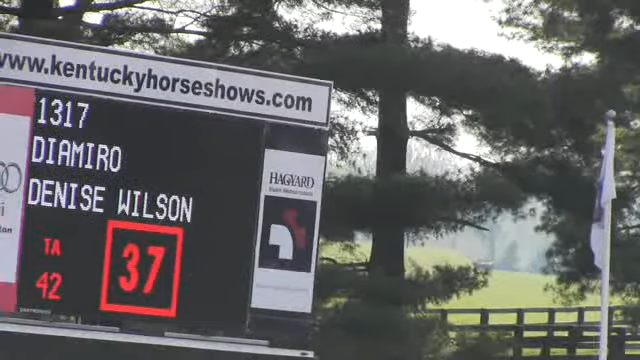 www.kentuckyhorseshows.com
1317
DIAMIRO
DENISE WILSON
TA
42
37
HAGYARD